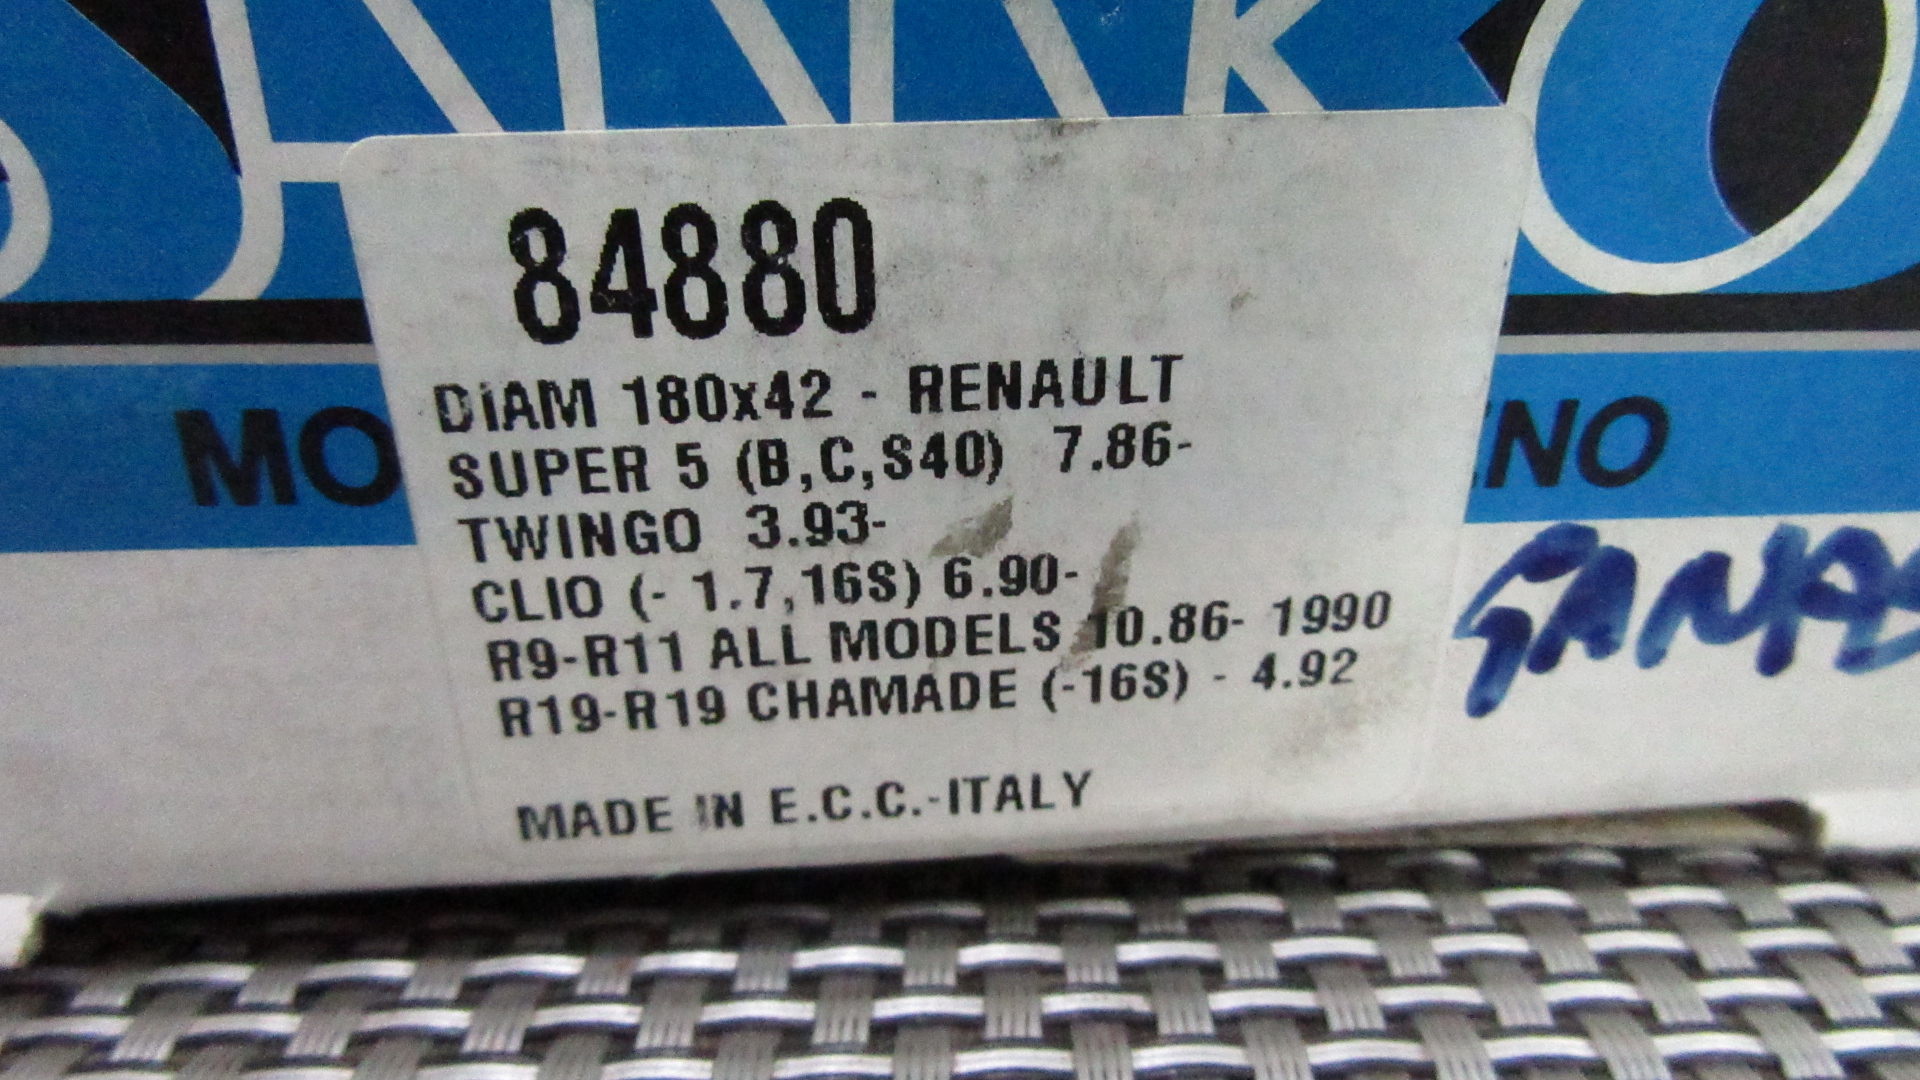 84880
DIAM 180x42 - RENAULT
SUPER 5 (B,C,S40) 7.86-
TWINGO 3.93-
CLIO (- 1.7,16S) 6.90-
R9-R11 ALL MODELS 10.86- 1990
R19-R19 CHAMADE (-16S) - 4.92
MADE IN E.C.C.-ITALY